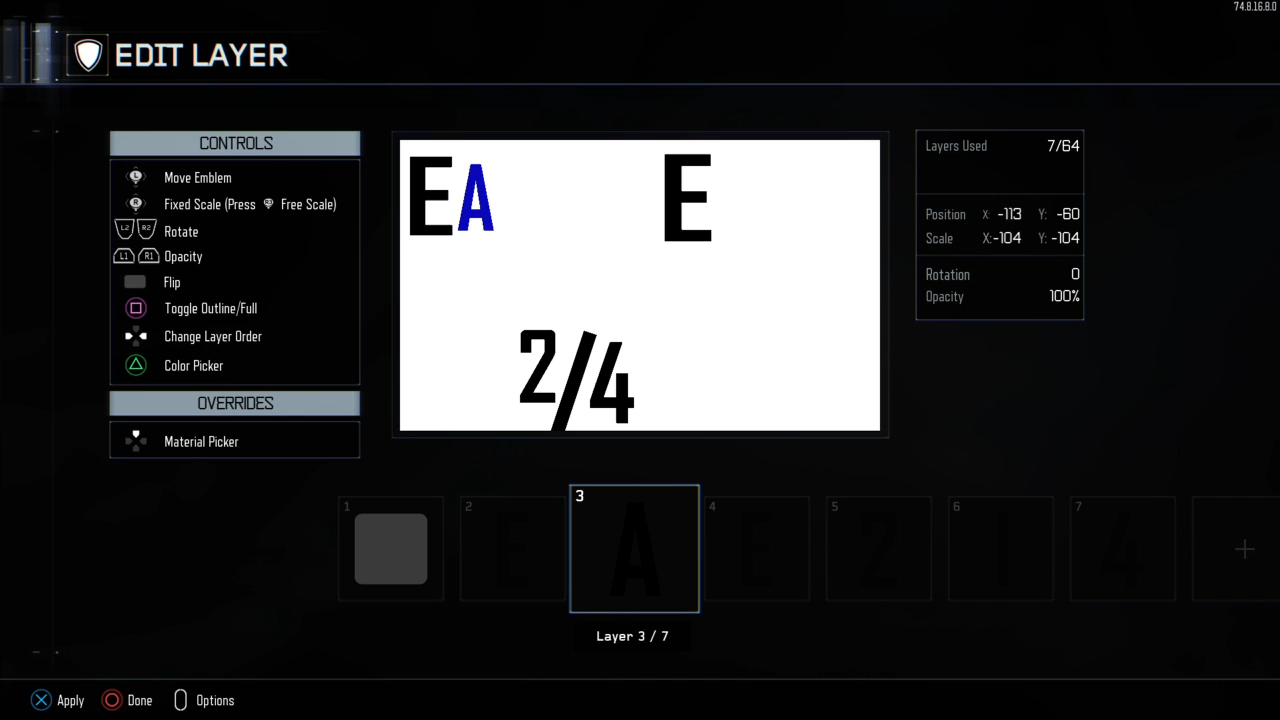 74.8.16.8.0
EDIT LAYER
CONTROLS
L Move Emblem
R Fixed Scale (Press R Free Scale)
L2 R2 Rotate
L1 R1 Opacity
Flip
Toggle Outline/Full
Change Layer Order
Color Picker
OVERRIDES
Material Picker
EA E
2/4
Layers Used 7/64
Position X: -113 Y: -60
Scale X:-104 Y: -104
Rotation 0
Opacity 100%
1 2 3 4 5 6 7
E A E 2 / 4 +
Layer 3 / 7
Apply Done Options